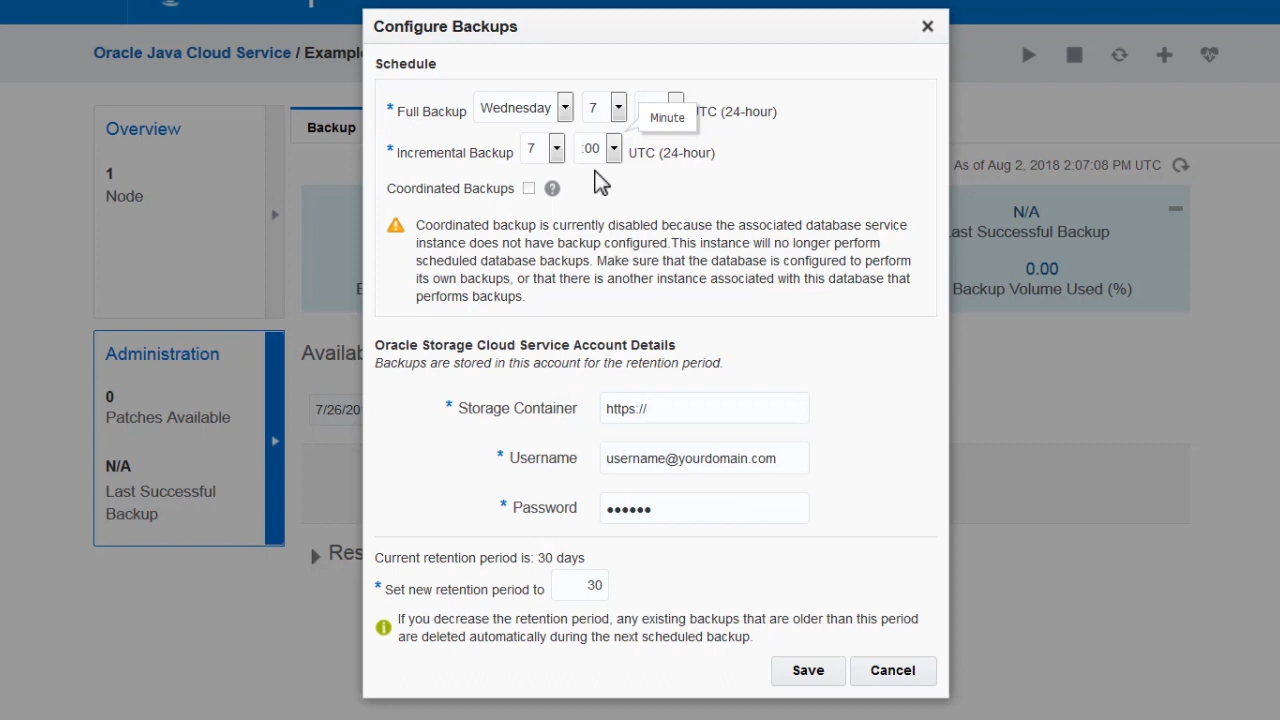 Configure Backups
Oracle Java Cloud Service / Example
Schedule
* Full Backup Wednesday 7 UTC (24-hour)
Minute
* Incremental Backup 7 :00 UTC (24-hour)
Coordinated Backups ?
Coordinated backup is currently disabled because the associated database service
instance does not have backup configured.This instance will no longer perform
scheduled database backups. Make sure that the database is configured to perform
its own backups, or that there is another instance associated with this database that
performs backups.
Overview
1
Node
Backup
As of Aug 2, 2018 2:07:08 PM UTC
N/A
Last Successful Backup
0.00
Backup Volume Used (%)
Administration
0
Patches Available
N/A
Last Successful
Backup
7/26/20
Oracle Storage Cloud Service Account Details
Backups are stored in this account for the retention period.
* Storage Container https://
* Username username@yourdomain.com
* Password ••••••
Current retention period is: 30 days
* Set new retention period to 30
If you decrease the retention period, any existing backups that are older than this period
are deleted automatically during the next scheduled backup.
Save Cancel